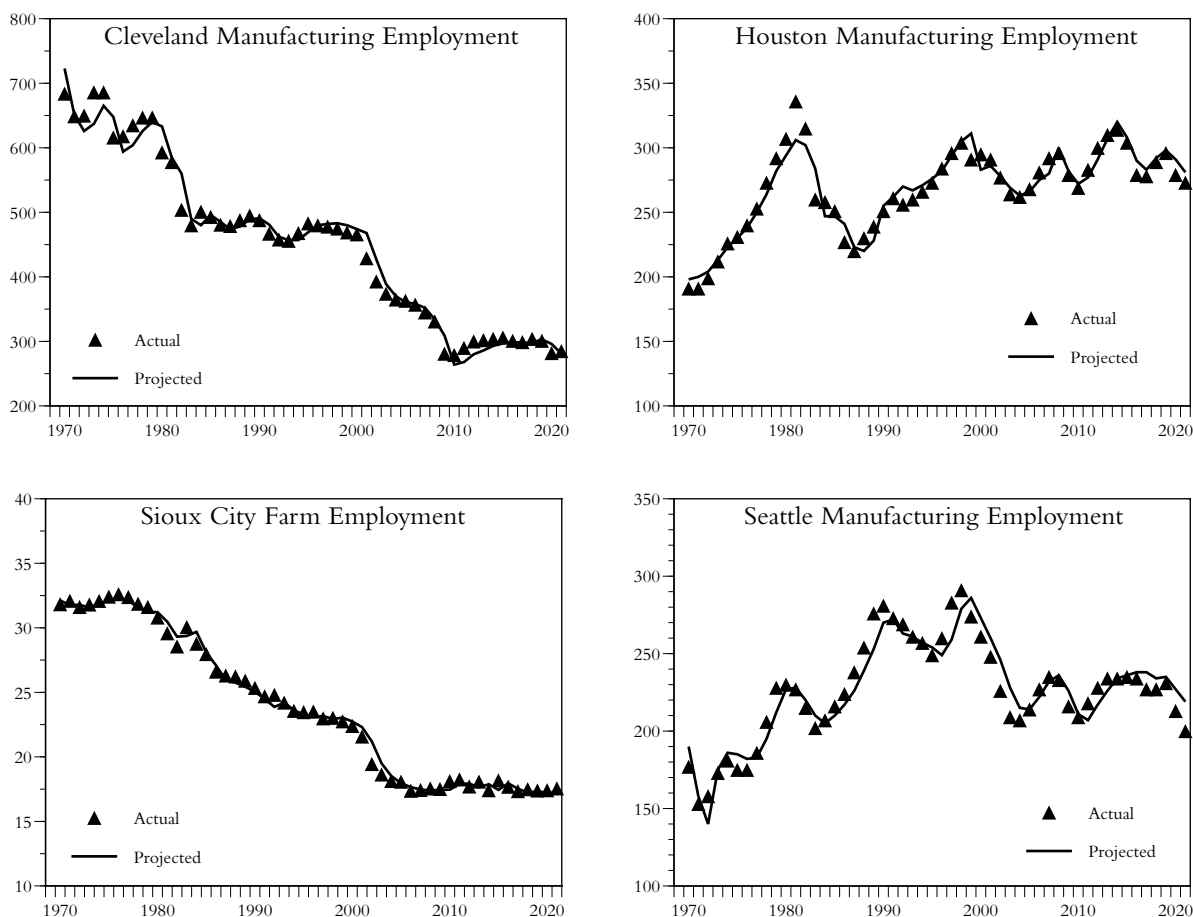 Cleveland Manufacturing Employment
800
700
600
500
400
300
200
Actual
Projected
1970 1980 1990 2000 2010 2020
Houston Manufacturing Employment
400
350
300
250
200
150
100
Actual
Projected
1970 1980 1990 2000 2010 2020
Sioux City Farm Employment
40
35
30
25
20
15
10
Actual
Projected
1970 1980 1990 2000 2010 2020
Seattle Manufacturing Employment
350
300
250
200
150
100
Actual
Projected
1970 1980 1990 2000 2010 2020